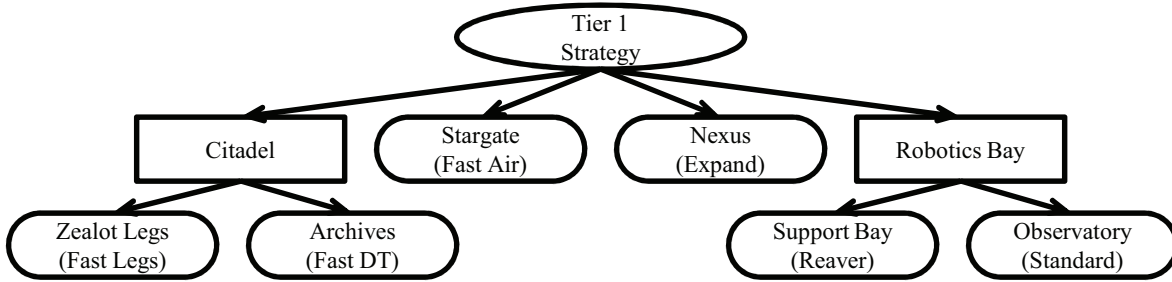 Tier 1
Strategy
Citadel
Stargate
(Fast Air)
Nexus
(Expand)
Robotics Bay
Zealot Legs
(Fast Legs)
Archives
(Fast DT)
Support Bay
(Reaver)
Observatory
(Standard)